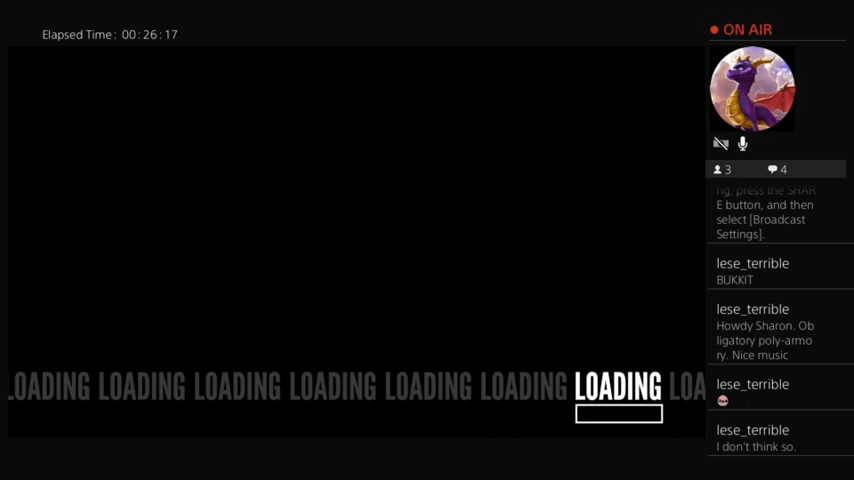 Elapsed Time: 00:26:17
ON AIR
3 4
ng, press the SHAR
E button, and then
select [Broadcast
Settings].
lese_terrible
BUKKIT
lese_terrible
Howdy Sharon. Ob
ligatory poly-armo
ry. Nice music
lese_terrible
lese_terrible
I don't think so.
LOADING LOADING LOADING LOADING LOADING LOADING LOADING LOA